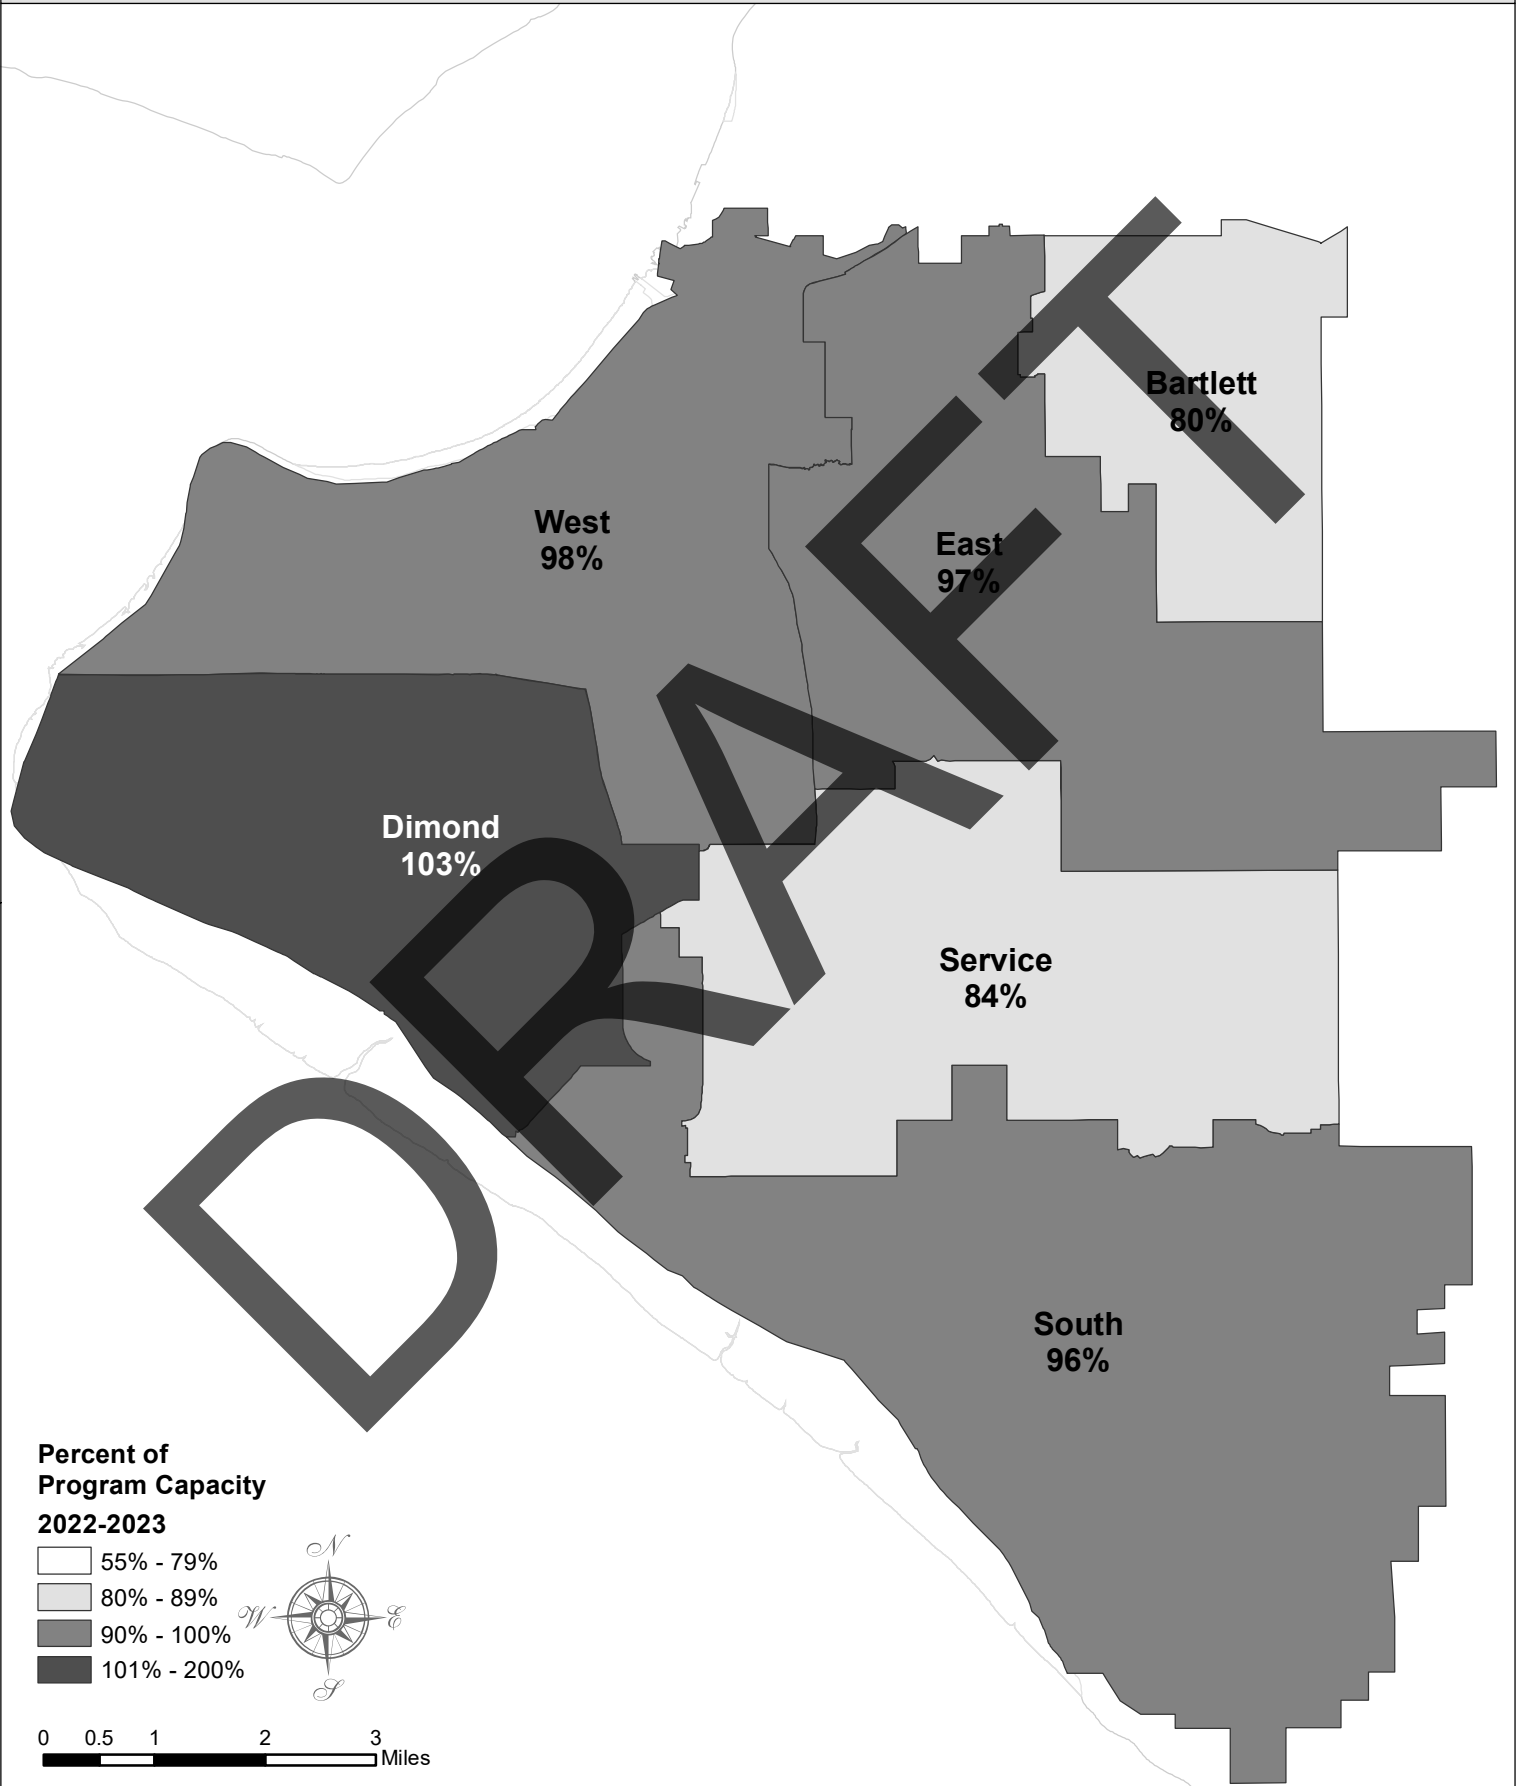 Bartlett
80%
West
98%
East
97%
Dimond
103%
Service
84%
South
96%
DRAFT
Percent of
Program Capacity
2022-2023
55% - 79%
80% - 89%
90% - 100%
101% - 200%
N
W E
S
0 0.5 1 2 3
Miles